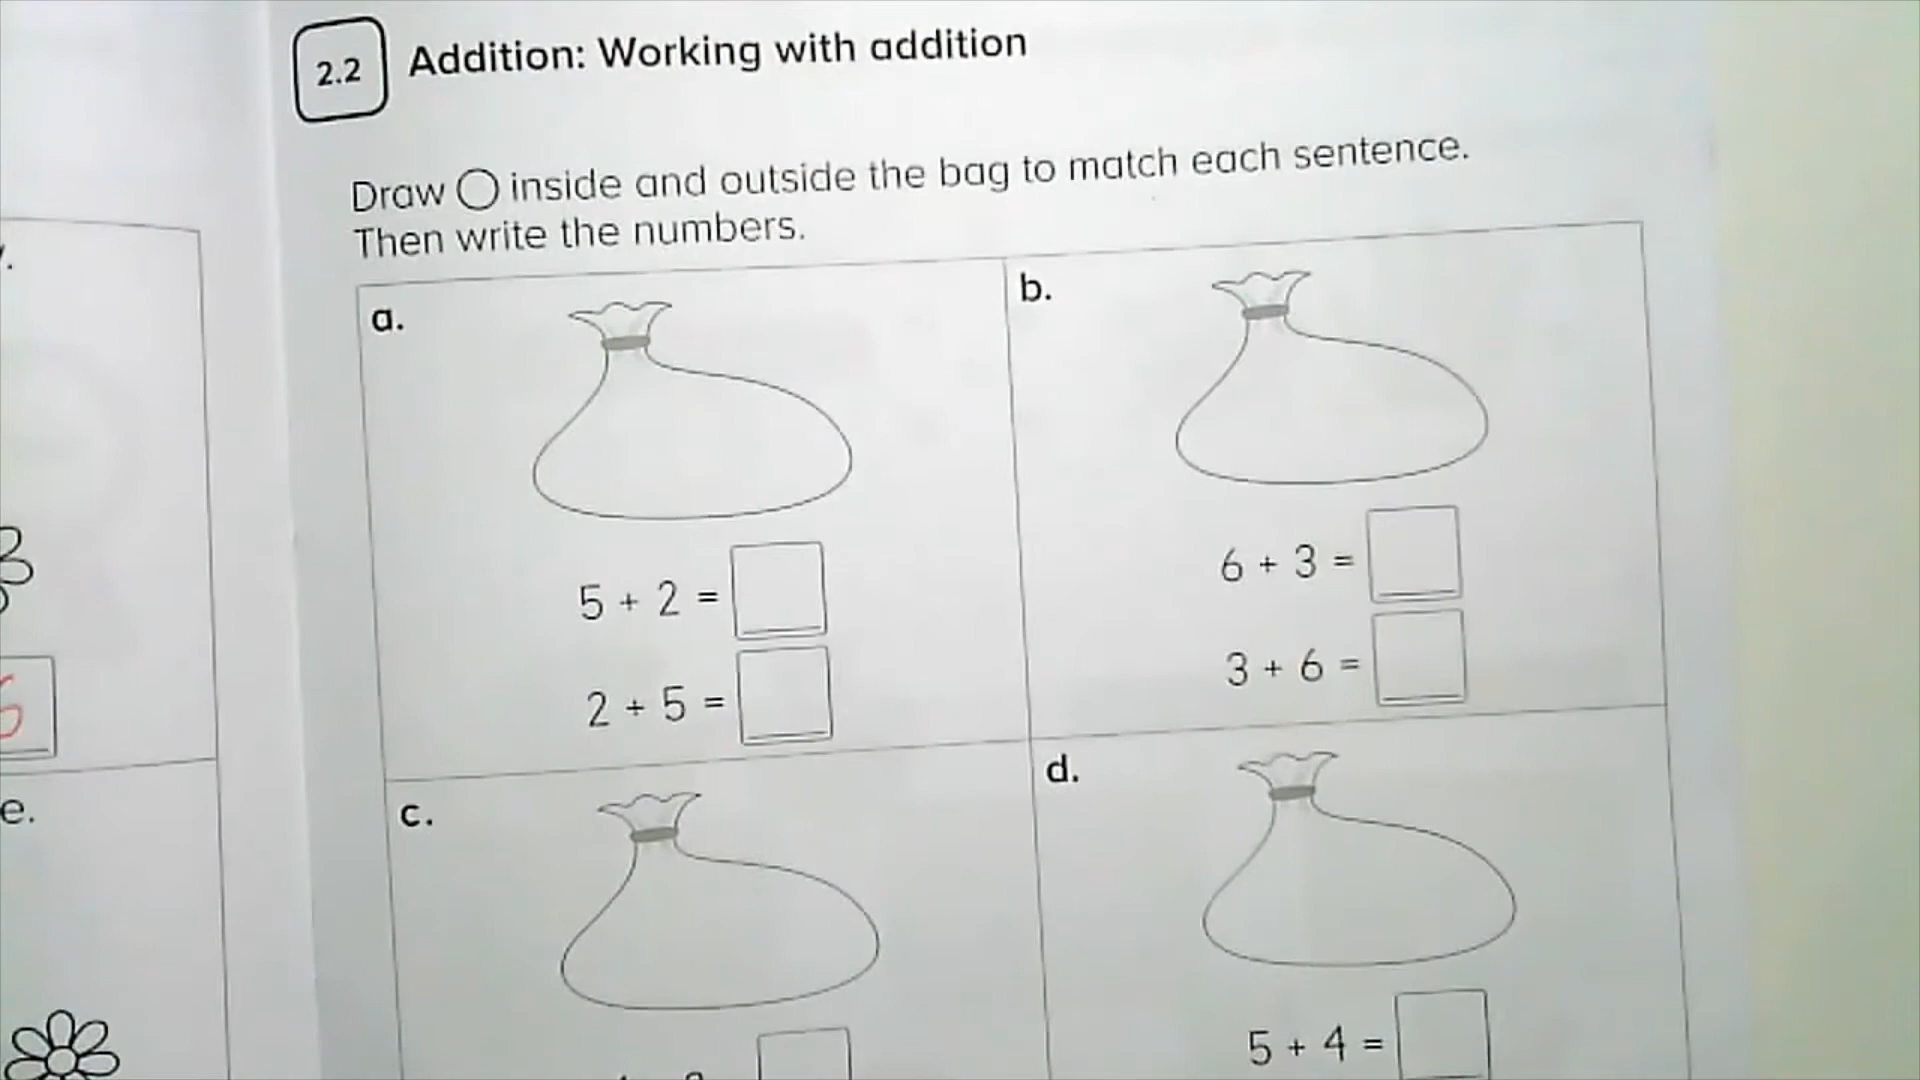 2.2
Addition: Working with addition
Draw ○ inside and outside the bag to match each sentence.
Then write the numbers.
a.
b.
5 + 2 =
6 + 3 =
2 + 5 =
3 + 6 =
c.
d.
5 + 4 =
e.